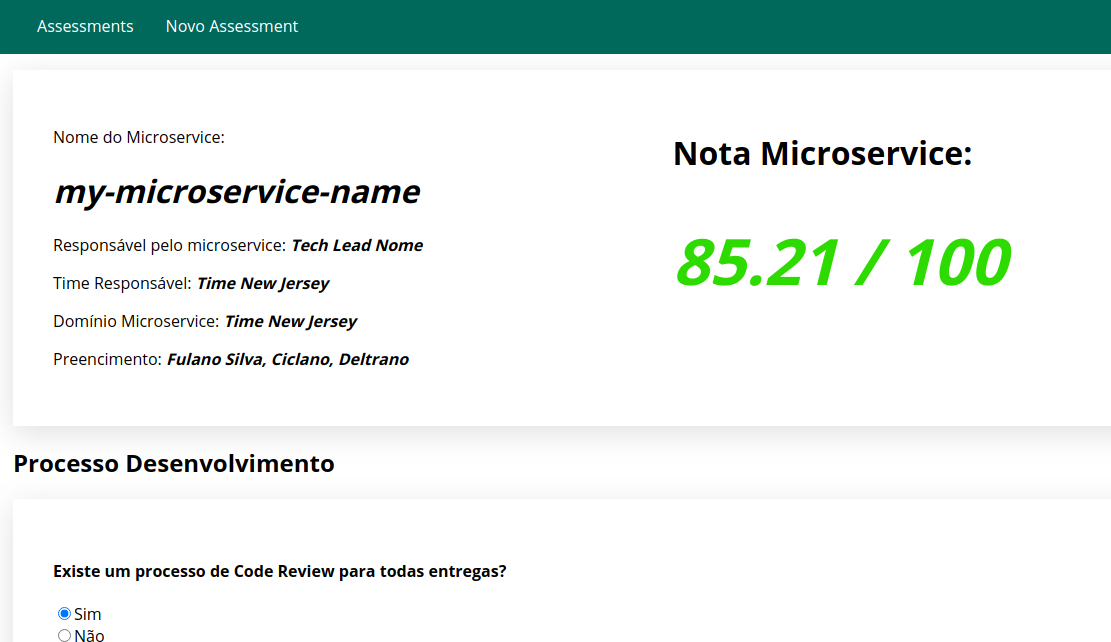 Assessments Novo Assessment
Nome do Microservice:
my-microservice-name
Responsável pelo microservice: Tech Lead Nome
Time Responsável: Time New Jersey
Domínio Microservice: Time New Jersey
Preencimento: Fulano Silva, Ciclano, Deltrano
Nota Microservice:
85.21 / 100
Processo Desenvolvimento
Existe um processo de Code Review para todas entregas?
Sim
Não